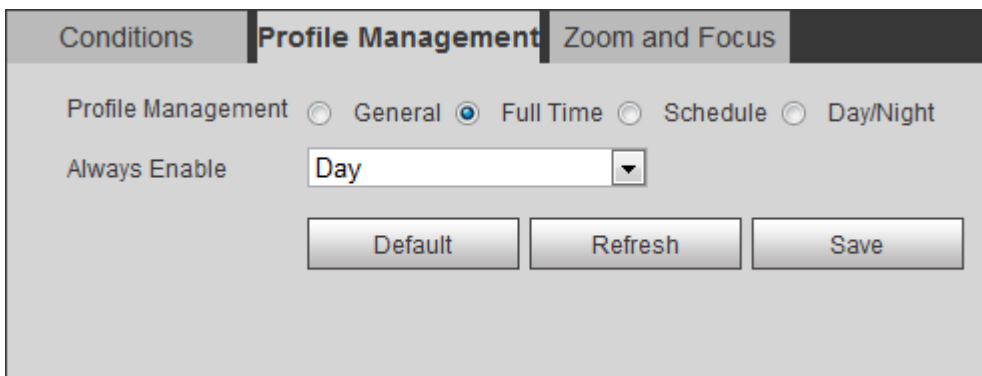 Conditions Profile Management Zoom and Focus
Profile Management General Full Time Schedule Day/Night
Always Enable Day
Default Refresh Save